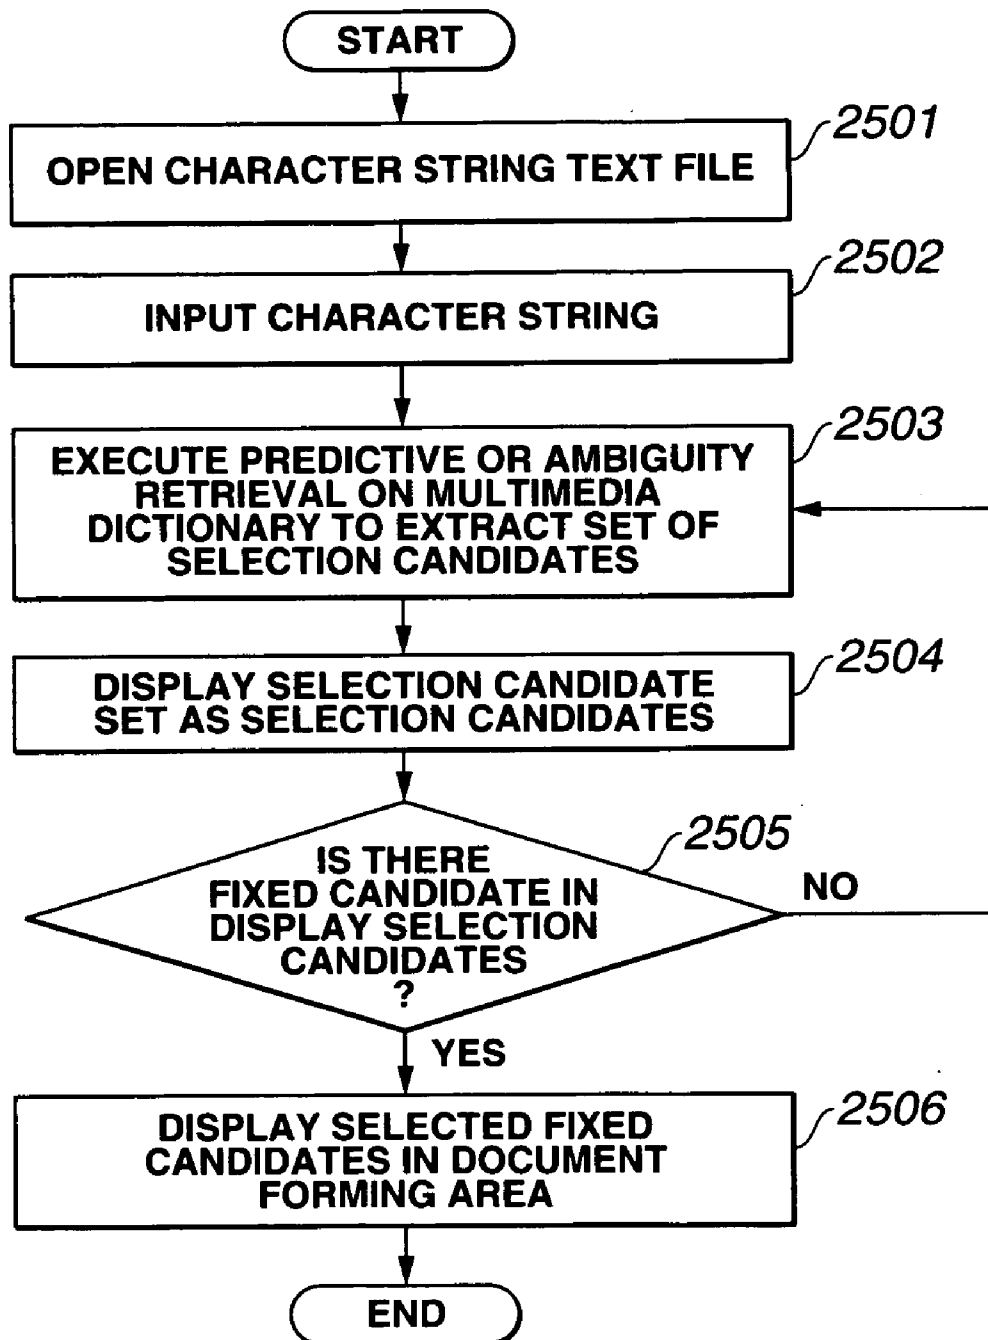 START
2501
OPEN CHARACTER STRING TEXT FILE
2502
INPUT CHARACTER STRING
2503
EXECUTE PREDICTIVE OR AMBIGUITY
RETRIEVAL ON MULTIMEDIA
DICTIONARY TO EXTRACT SET OF
SELECTION CANDIDATES
2504
DISPLAY SELECTION CANDIDATE
SET AS SELECTION CANDIDATES
2505
IS THERE
FIXED CANDIDATE IN
DISPLAY SELECTION
CANDIDATES
?
NO
YES
2506
DISPLAY SELECTED FIXED
CANDIDATES IN DOCUMENT
FORMING AREA
END